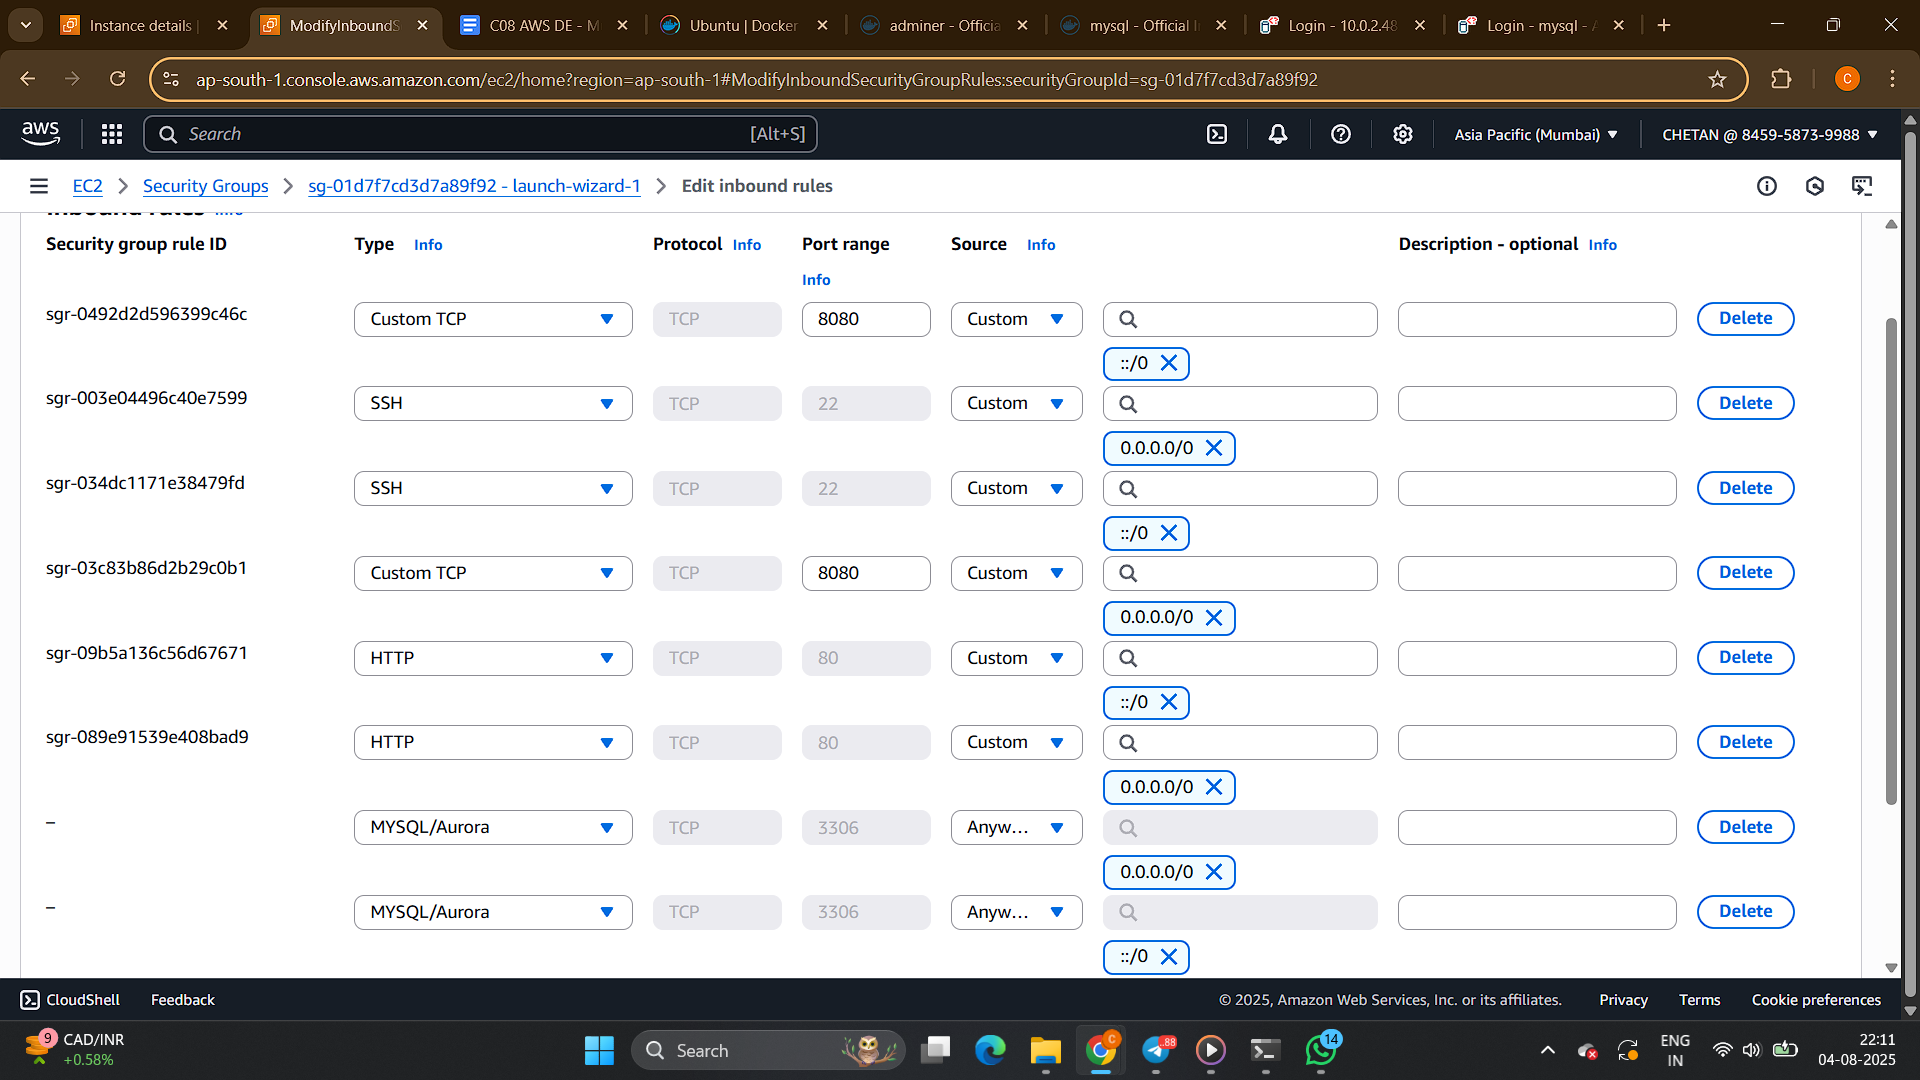 Instance details |
ModifyInboundS
C08 AWS DE - M
Ubuntu | Docker
adminer - Officia
mysql - Official I
Login - 10.0.2.48
Login - mysql - A
ap-south-1.console.aws.amazon.com/ec2/home?region=ap-south-1#ModifyInboundSecurityGroupRules:securityGroupId=sg-01d7f7cd3d7a89f92
C
aws
Search
[Alt+S]
Asia Pacific (Mumbai)
CHETAN @ 8459-5873-9988
EC2
Security Groups
sg-01d7f7cd3d7a89f92 - launch-wizard-1
Edit inbound rules
Inbound rules Info
Security group rule ID
Type Info
Protocol Info
Port range
Info
Source Info
Description - optional Info
sgr-0492d2d596399c46c
Custom TCP
TCP
8080
Custom
Delete
::/0
sgr-003e04496c40e7599
SSH
TCP
22
Custom
Delete
0.0.0.0/0
sgr-034dc1171e38479fd
SSH
TCP
22
Custom
Delete
::/0
sgr-03c83b86d2b29c0b1
Custom TCP
TCP
8080
Custom
Delete
0.0.0.0/0
sgr-09b5a136c56d67671
HTTP
TCP
80
Custom
Delete
::/0
sgr-089e91539e408bad9
HTTP
TCP
80
Custom
Delete
0.0.0.0/0
–
MYSQL/Aurora
TCP
3306
Anyw...
Delete
0.0.0.0/0
–
MYSQL/Aurora
TCP
3306
Anyw...
Delete
::/0
CloudShell
Feedback
© 2025, Amazon Web Services, Inc. or its affiliates.
Privacy
Terms
Cookie preferences
9
CAD/INR
+0.58%
Search
C
.88
14
ENG
IN
22:11
04-08-2025